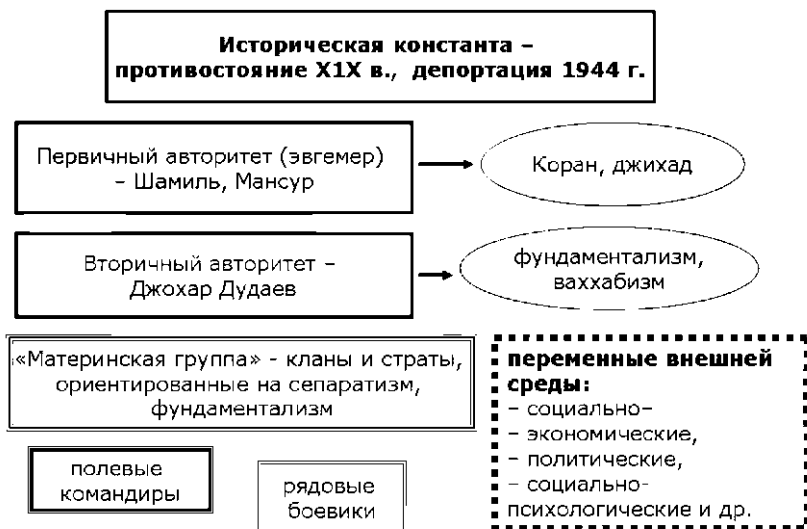 Историческая константа –
противостояние X1X в., депортация 1944 г.
Первичный авторитет (эвгемер)
– Шамиль, Мансур
Коран, джихад
Вторичный авторитет –
Джохар Дудаев
фундаментализм,
ваххабизм
«Материнская группа» - кланы и страты,
ориентированные на сепаратизм,
фундаментализм
переменные внешней
среды:
– социально–
– экономические,
– политические,
– социально-
психологические и др.
полевые
командиры
рядовые
боевики